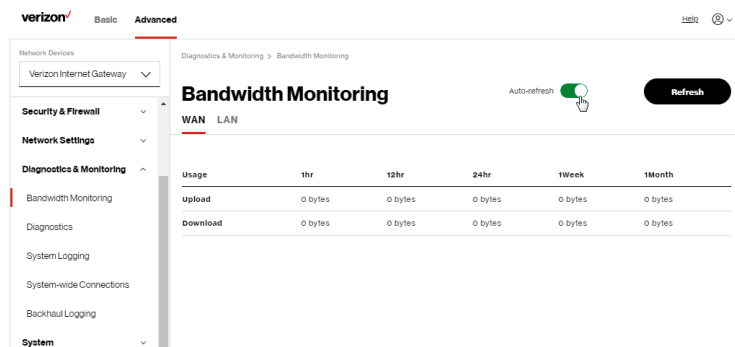 verizon✓ Basic Advanced Help
Network Devices
Verizon Internet Gateway
Security & Firewall
Network Settings
Diagnostics & Monitoring
Bandwidth Monitoring
Diagnostics
System Logging
System-wide Connections
Backhaul Logging
System
Diagnostics & Monitoring > Bandwidth Monitoring
Bandwidth Monitoring
Auto-refresh
Refresh
WAN LAN
Usage 1hr 12hr 24hr 1Week 1Month
Upload 0 bytes 0 bytes 0 bytes 0 bytes 0 bytes
Download 0 bytes 0 bytes 0 bytes 0 bytes 0 bytes